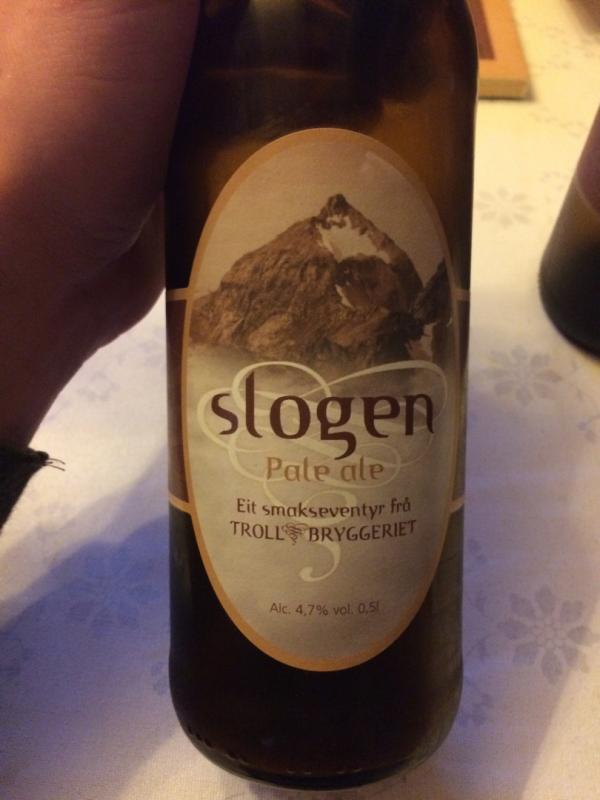 slogen
Pale ale
Eit smakseventyr frå
TROLL BRYGGERIET
Alc. 4,7% vol. 0,5l